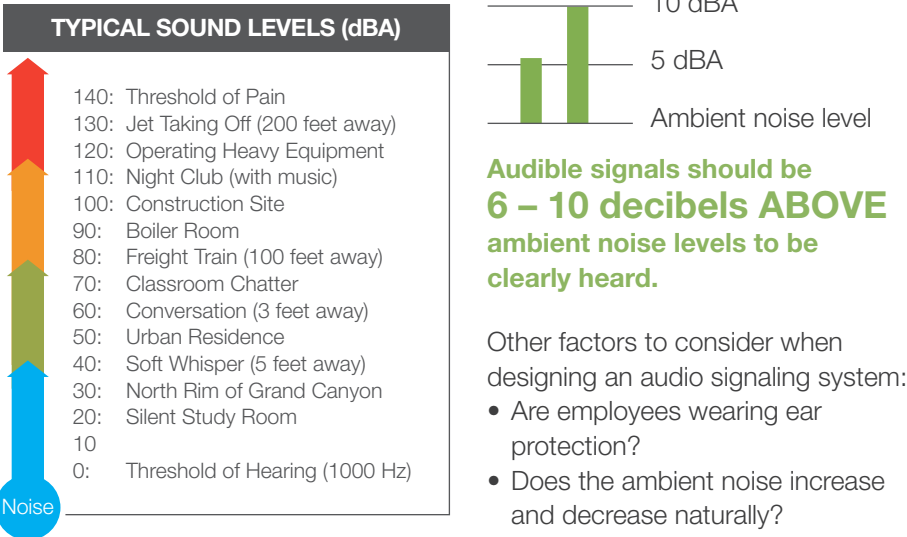 TYPICAL SOUND LEVELS (dBA)
140: Threshold of Pain
130: Jet Taking Off (200 feet away)
120: Operating Heavy Equipment
110: Night Club (with music)
100: Construction Site
90: Boiler Room
80: Freight Train (100 feet away)
70: Classroom Chatter
60: Conversation (3 feet away)
50: Urban Residence
40: Soft Whisper (5 feet away)
30: North Rim of Grand Canyon
20: Silent Study Room
10
0: Threshold of Hearing (1000 Hz)
Noise
10 dBA
5 dBA
Ambient noise level
Audible signals should be
6 – 10 decibels ABOVE
ambient noise levels to be
clearly heard.
Other factors to consider when
designing an audio signaling system:
• Are employees wearing ear
protection?
• Does the ambient noise increase
and decrease naturally?